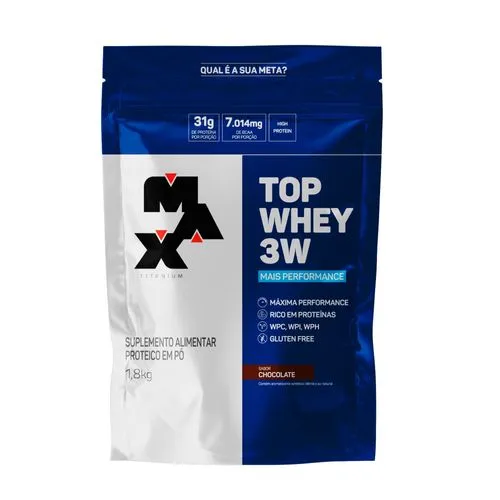 QUAL É A SUA META?
31g
DE PROTEÍNA
POR PORÇÃO
7.014mg
DE BCAA
POR PORÇÃO
HIGH
PROTEIN
MAX
TITANIUM
TOP
WHEY
3W
MAIS PERFORMANCE
MÁXIMA PERFORMANCE
RICO EM PROTEÍNAS
WPC, WPI, WPH
GLUTEN FREE
SUPLEMENTO ALIMENTAR
PROTEICO EM PÓ
1,8kg
SABOR
CHOCOLATE